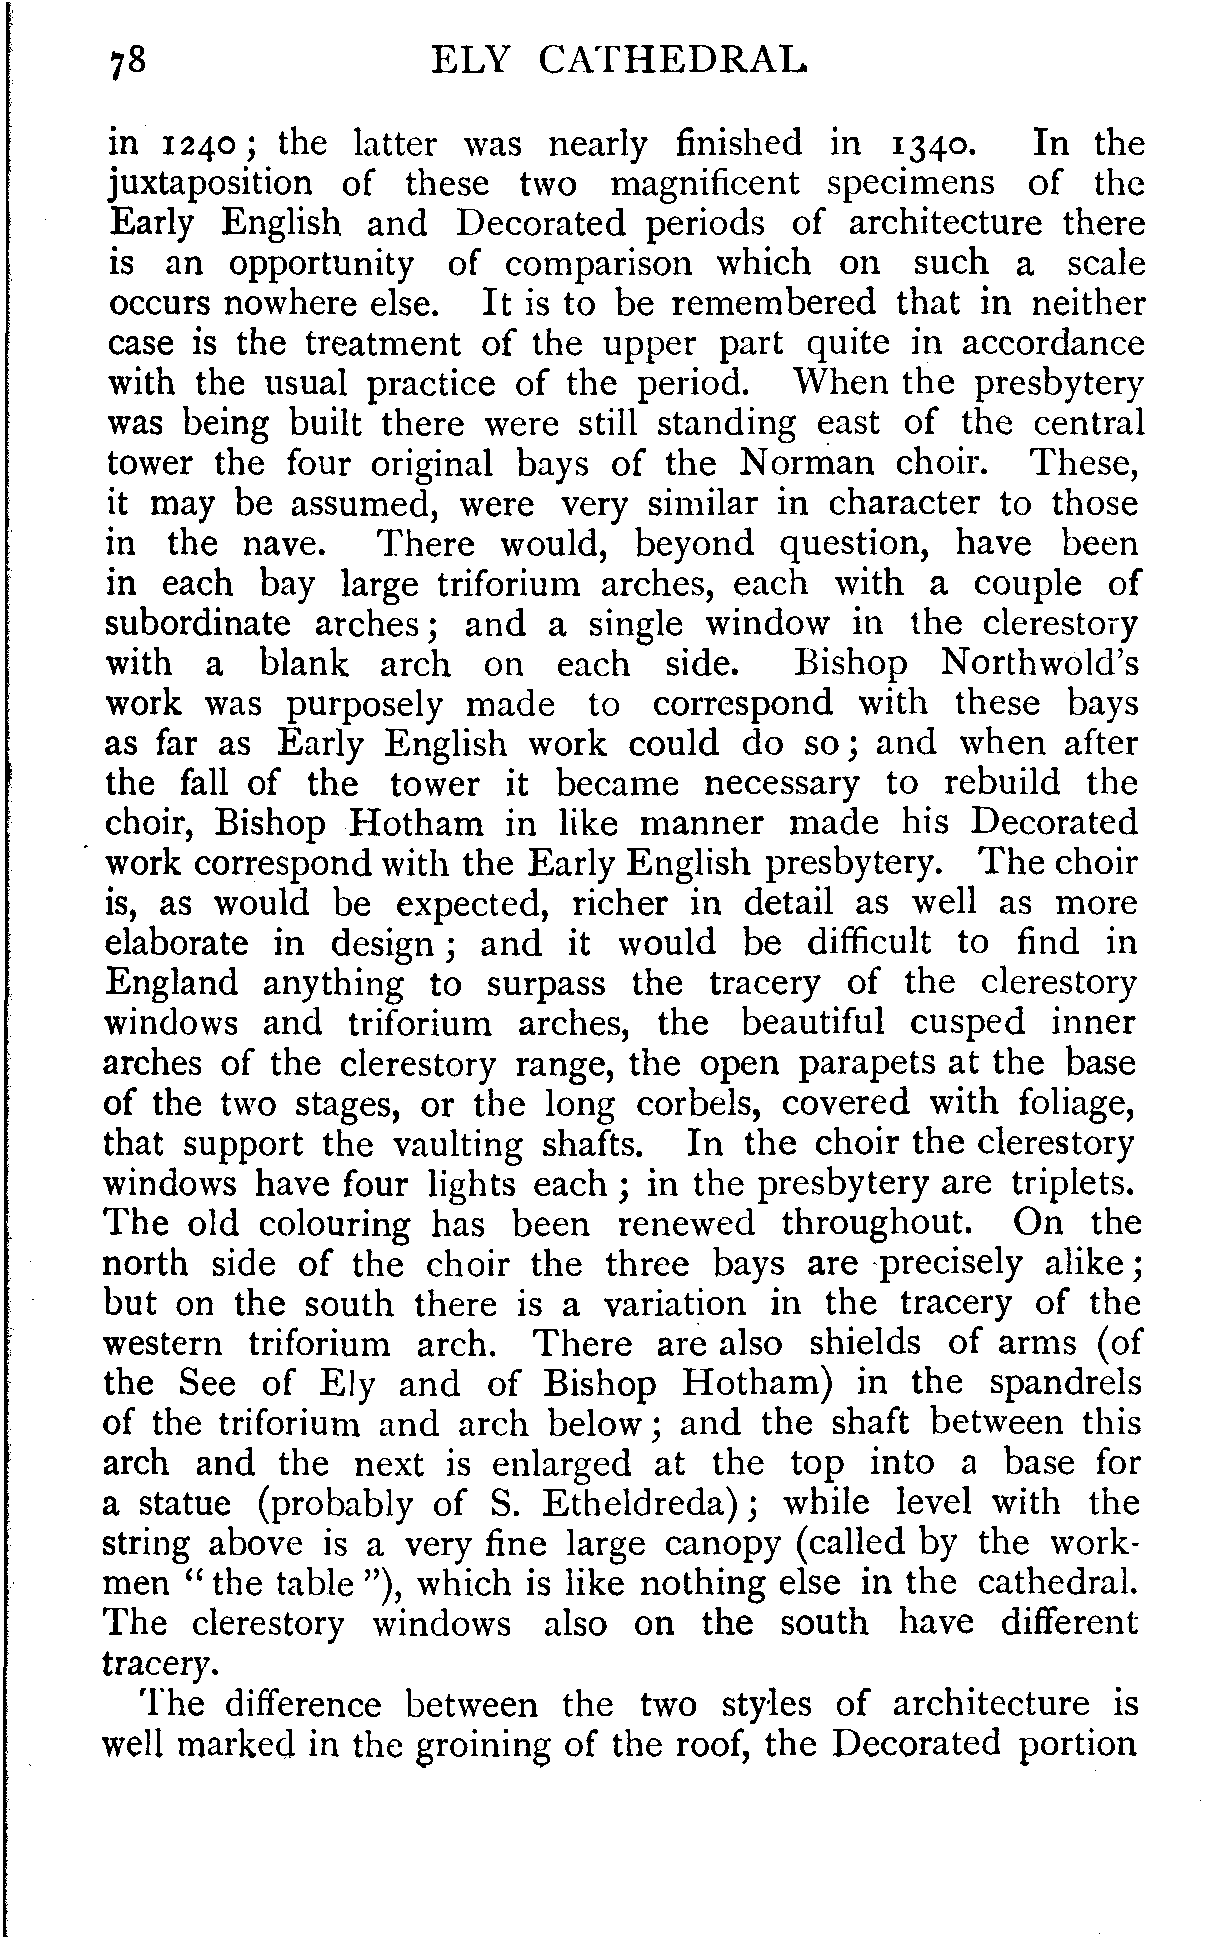 78 ELY CATHEDRAL
in 1240; the latter was nearly finished in 1340. In the
juxtaposition of these two magnificent specimens of the
Early English and Decorated periods of architecture there
is an opportunity of comparison which on such a scale
occurs nowhere else. It is to be remembered that in neither
case is the treatment of the upper part quite in accordance
with the usual practice of the period. When the presbytery
was being built there were still standing east of the central
tower the four original bays of the Norman choir. These,
it may be assumed, were very similar in character to those
in the nave. There would, beyond question, have been
in each bay large triforium arches, each with a couple of
subordinate arches; and a single window in the clerestory
with a blank arch on each side. Bishop Northwold's
work was purposely made to correspond with these bays
as far as Early English work could do so; and when after
the fall of the tower it became necessary to rebuild the
choir, Bishop Hotham in like manner made his Decorated
work correspond with the Early English presbytery. The choir
is, as would be expected, richer in detail as well as more
elaborate in design; and it would be difficult to find in
England anything to surpass the tracery of the clerestory
windows and triforium arches, the beautiful cusped inner
arches of the clerestory range, the open parapets at the base
of the two stages, or the long corbels, covered with foliage,
that support the vaulting shafts. In the choir the clerestory
windows have four lights each; in the presbytery are triplets.
The old colouring has been renewed throughout. On the
north side of the choir the three bays are precisely alike;
but on the south there is a variation in the tracery of the
western triforium arch. There are also shields of arms (of
the See of Ely and of Bishop Hotham) in the spandrels
of the triforium and arch below; and the shaft between this
arch and the next is enlarged at the top into a base for
a statue (probably of S. Etheldreda); while level with the
string above is a very fine large canopy (called by the work-
men "the table"), which is like nothing else in the cathedral.
The clerestory windows also on the south have different
tracery.
The difference between the two styles of architecture is
well marked in the groining of the roof, the Decorated portion